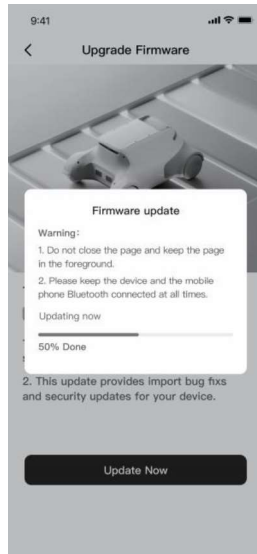 9:41
Upgrade Firmware
Firmware update
Warning:
1. Do not close the page and keep the page
in the foreground.
2. Please keep the device and the mobile
phone Bluetooth connected at all times.
Updating now
50% Done
2. This update provides import bug fixs
and security updates for your device.
Update Now